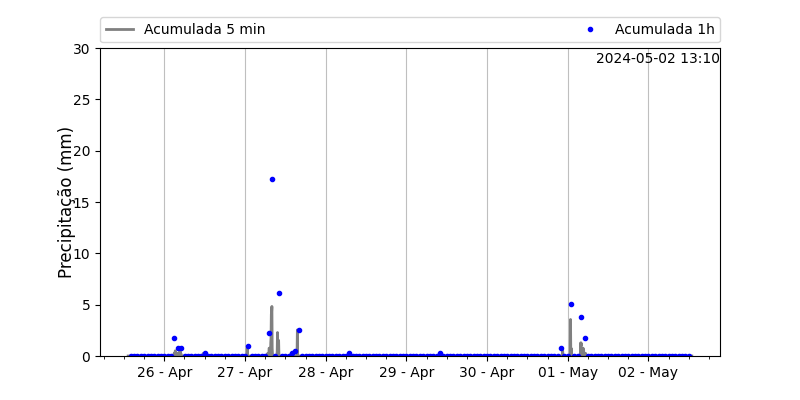 Acumulada 5 min
Acumulada 1h
2024-05-02 13:10
Precipitação (mm)
30
25
20
15
10
5
0
26 - Apr
27 - Apr
28 - Apr
29 - Apr
30 - Apr
01 - May
02 - May